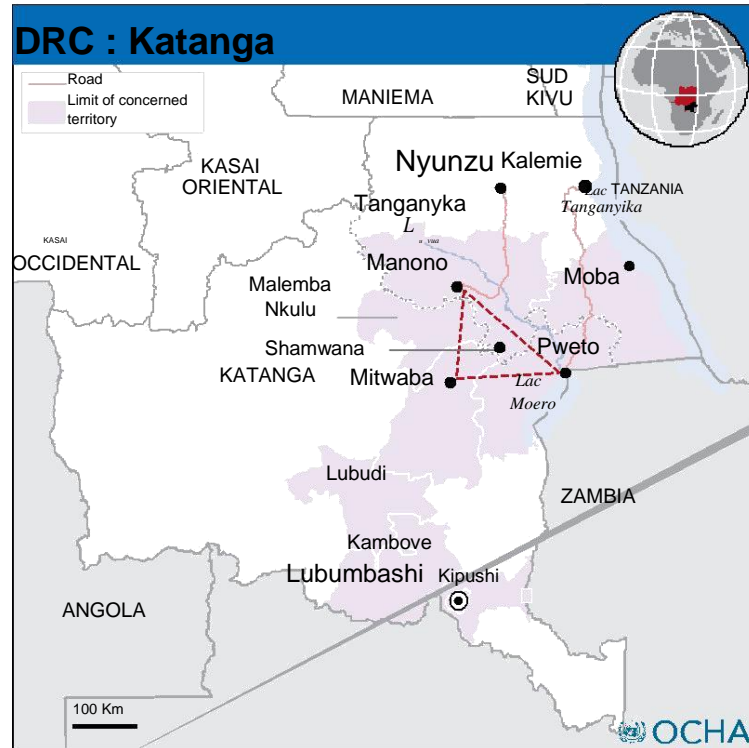 DRC : Katanga
Road
Limit of concerned
territory
SUD
KIVU
MANIEMA
KASAI
ORIENTAL
Nyunzu
Kalemie
Lac
TANZANIA
Tanganyika
Tanganyka
L
KASAI
OCCIDENTAL
Manono
Moba
Malemba
Nkulu
Shamwana
Pweto
KATANGA
Mitwaba
Lac
Moero
Lubudi
ZAMBIA
Kambove
Lubumbashi
Kipushi
ANGOLA
100 Km
OCHA